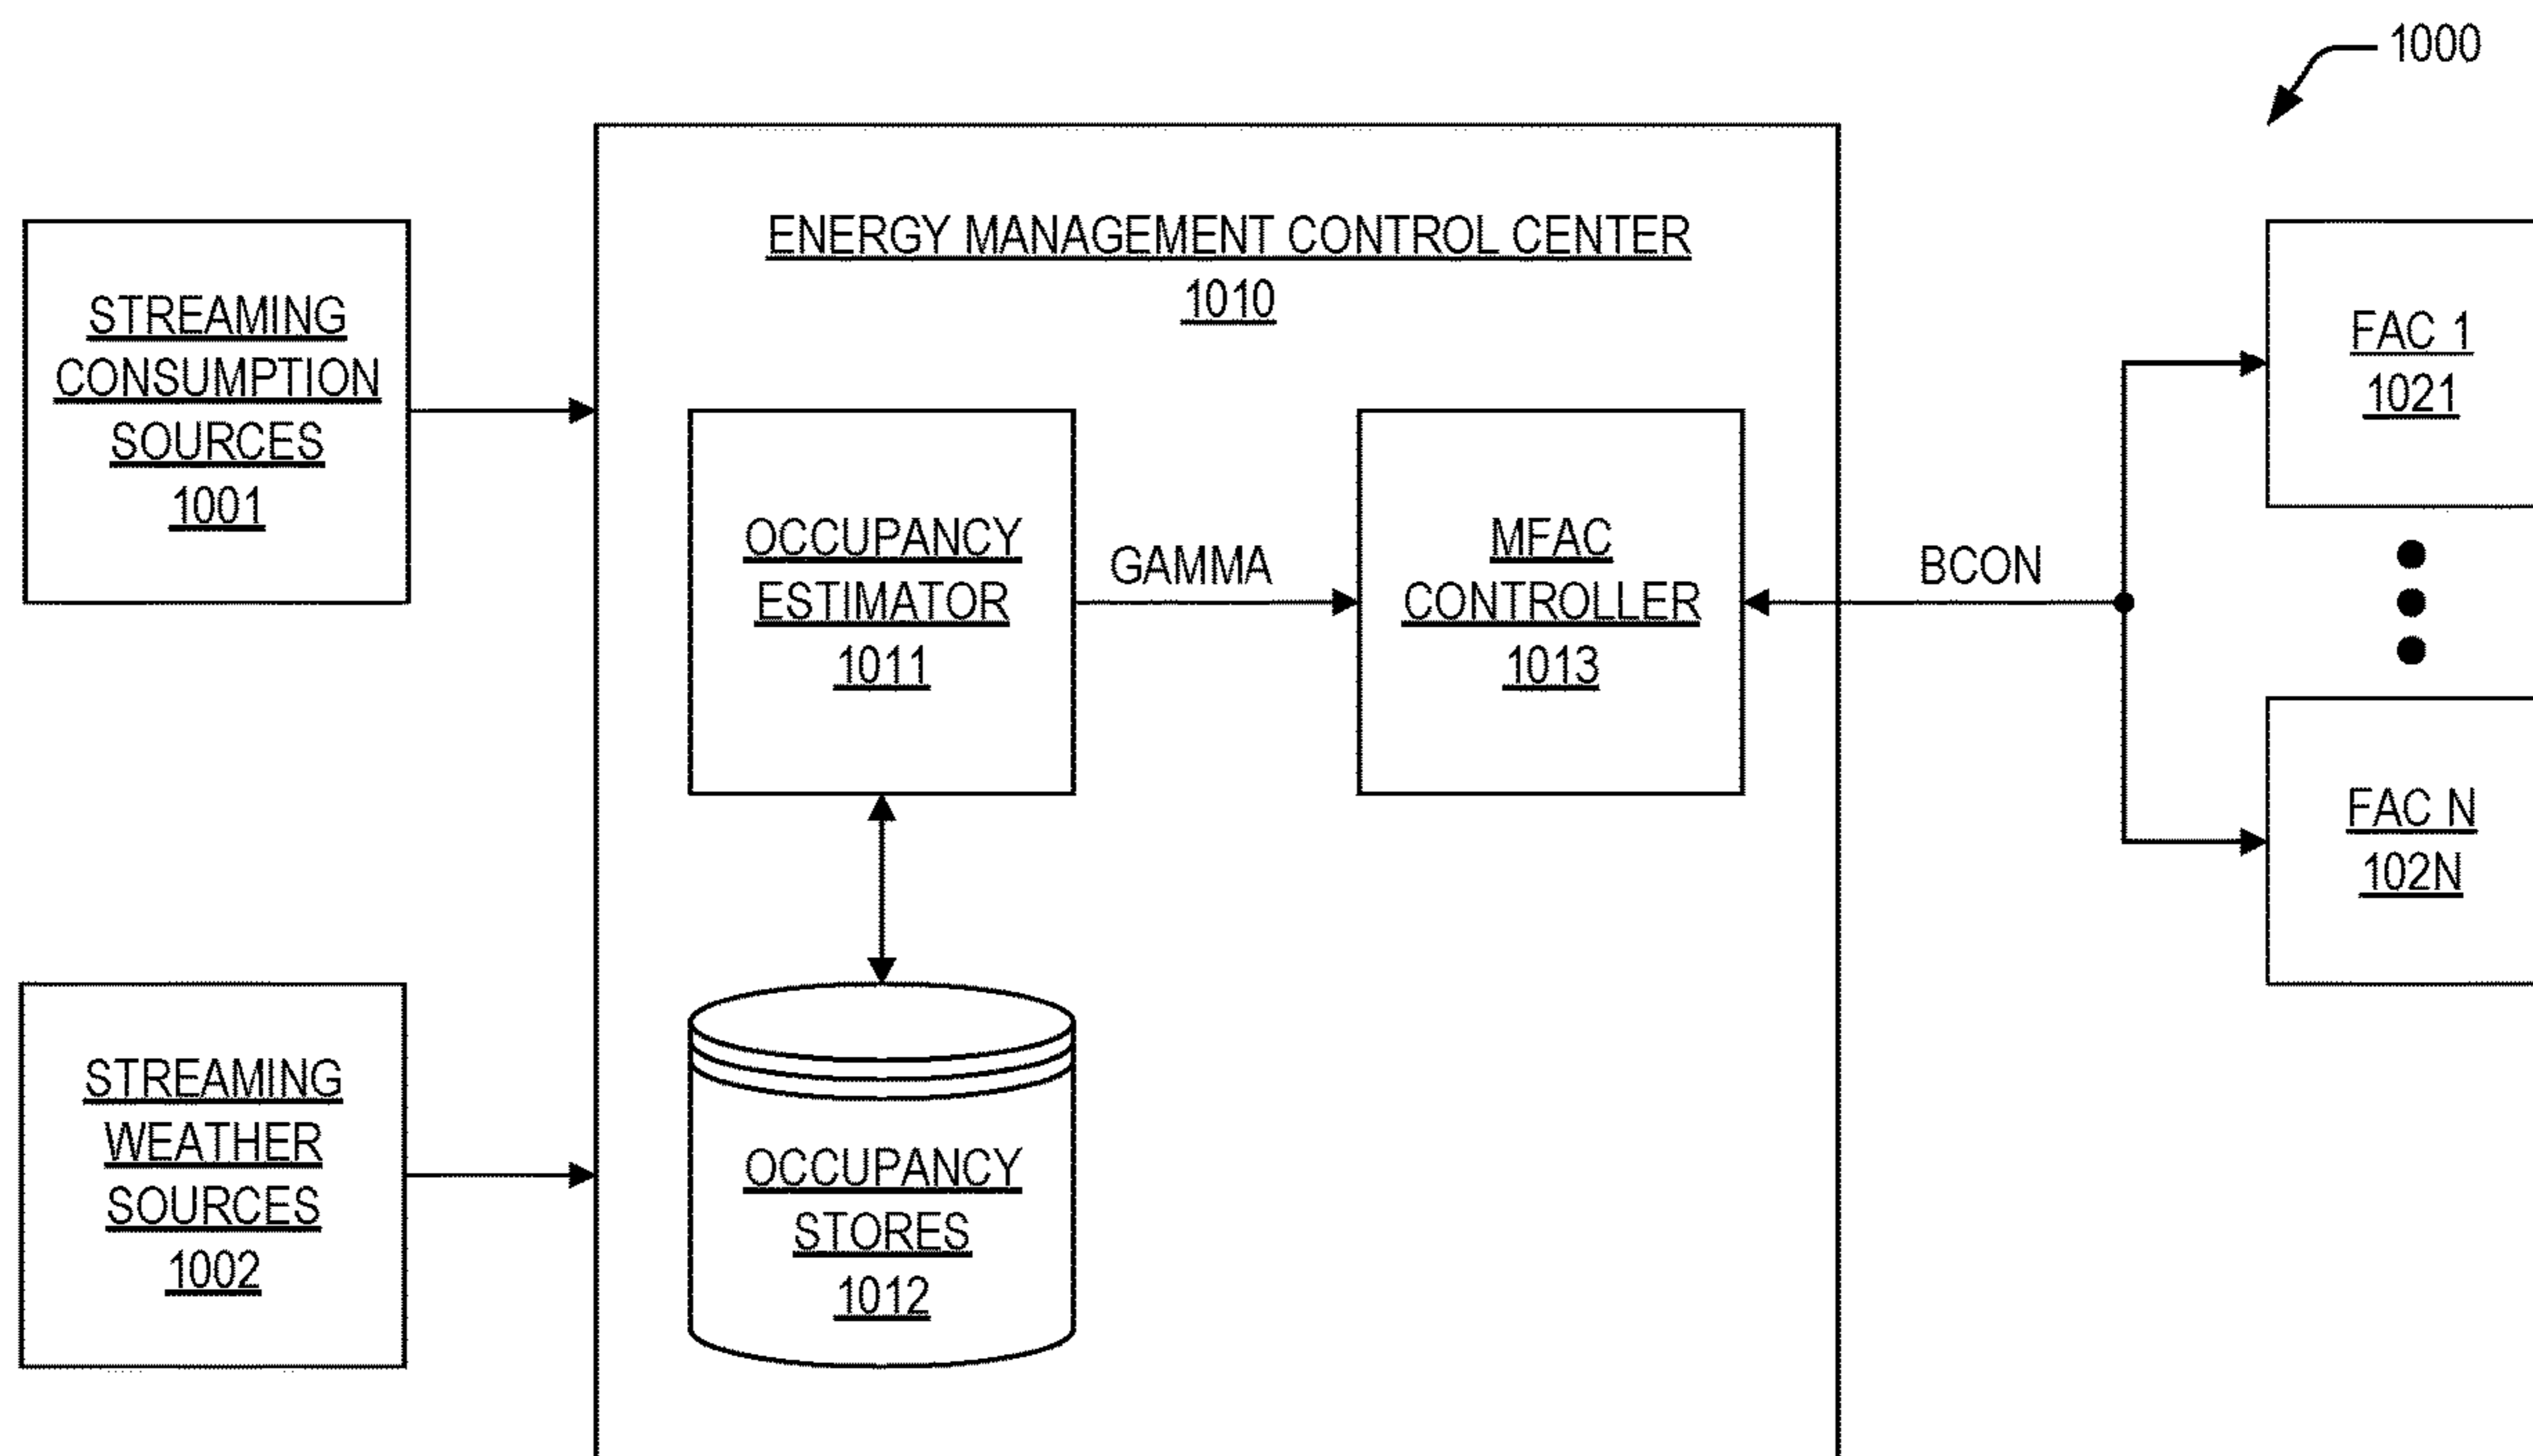 1000
ENERGY MANAGEMENT CONTROL CENTER
1010
STREAMING
CONSUMPTION
SOURCES
1001
OCCUPANCY
ESTIMATOR
1011
GAMMA
MFAC
CONTROLLER
1013
BCON
FAC 1
1021
FAC N
102N
STREAMING
WEATHER
SOURCES
1002
OCCUPANCY
STORES
1012